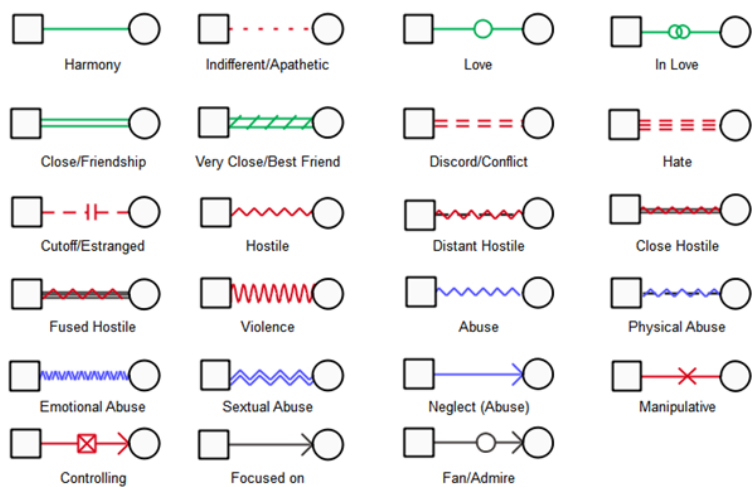 Harmony
Indifferent/Apathetic
Love
In Love
Close/Friendship
Very Close/Best Friend
Discord/Conflict
Hate
Cutoff/Estranged
Hostile
Distant Hostile
Close Hostile
Fused Hostile
Violence
Abuse
Physical Abuse
Emotional Abuse
Sextual Abuse
Neglect (Abuse)
Manipulative
Controlling
Focused on
Fan/Admire